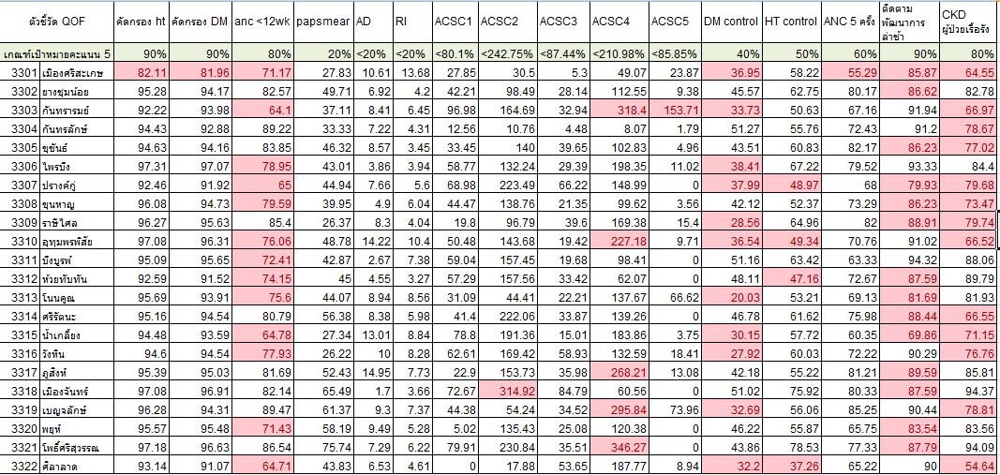 ตัวชี้วัด QOF คัดกรอง ht คัดกรอง DM anc <12wk papsmear AD RI ACSC1 ACSC2 ACSC3 ACSC4 ACSC5 DM control HT control ANC 5 ครั้ง ติดตามพัฒนาการล่าช้า CKD ผู้ป่วยเรื้อรัง
เกณฑ์เป้าหมายคะแนน 5 90% 90% 80% 20% <20% <20% <80.1% <242.75% <87.44% <210.98% <85.85% 40% 50% 60% 90% 80%
3301 เมืองศรีสะเกษ 82.11 81.96 71.17 27.83 10.61 13.68 27.85 30.5 5.3 49.07 23.87 36.95 58.22 55.29 85.87 64.55
3302 ยางชุมน้อย 95.28 94.17 82.57 49.71 6.92 4.2 42.21 98.49 28.14 112.55 9.38 45.57 62.75 80.17 86.62 82.78
3303 กันทรารมย์ 92.22 93.98 64.1 37.11 8.41 6.45 96.98 164.69 32.94 318.4 153.71 33.73 50.63 67.16 91.94 66.97
3304 กันทรลักษ์ 94.43 92.88 89.22 33.33 7.22 4.31 12.56 10.76 4.48 8.07 1.79 51.27 55.76 72.43 91.2 78.67
3305 ขุขันธ์ 94.63 94.16 83.85 46.32 8.57 3.45 33.45 140 39.65 102.83 4.96 43.51 60.83 82.17 86.23 77.02
3306 ไพรบึง 97.31 97.07 78.95 43.01 3.86 3.94 58.77 132.24 29.39 198.35 11.02 38.41 67.22 79.52 93.33 84.4
3307 ปรางค์กู่ 92.46 91.92 65 44.94 7.66 5.6 68.98 223.49 66.22 148.99 0 37.99 48.97 68 79.93 79.68
3308 ขุนหาญ 96.08 94.73 79.59 39.95 4.9 6.04 44.47 138.76 21.35 99.62 3.56 42.12 52.37 73.29 86.23 73.47
3309 ราษีไศล 96.27 95.63 85.4 26.37 8.3 4.04 19.8 96.79 39.6 169.38 15.4 28.56 64.96 82 88.91 79.74
3310 อุทุมพรพิสัย 97.08 96.31 76.06 48.78 14.22 10.4 50.48 143.68 19.42 227.18 9.71 36.54 49.34 70.76 91.02 66.52
3311 บึงบูรพ์ 95.09 95.65 72.41 42.87 2.67 7.38 59.04 157.45 19.68 98.41 0 51.16 63.42 63.33 94.32 88.06
3312 ห้วยทับทัน 92.59 91.52 74.15 45 4.55 3.27 57.29 157.56 33.42 62.07 0 48.11 47.16 72.67 87.59 89.79
3313 โนนคูณ 95.69 93.91 75.6 44.07 8.94 8.56 31.09 44.41 22.21 137.67 66.62 20.03 53.21 69.13 81.69 81.93
3314 ศรีรัตนะ 95.16 94.54 80.79 56.38 8.38 5.98 41.4 222.06 33.87 139.26 0 46.78 61.62 75.98 88.44 66.55
3315 น้ำเกลี้ยง 94.48 93.59 64.78 27.34 13.01 8.84 78.8 191.36 15.01 183.86 3.75 30.15 57.72 60.35 69.86 71.15
3316 วังหิน 94.6 94.54 77.93 26.22 10 8.28 62.61 169.42 58.93 132.59 18.41 27.92 60.03 72.22 90.29 76.76
3317 ภูสิงห์ 95.39 95.03 81.69 52.43 14.95 7.73 22.9 153.73 35.98 268.21 13.08 42.18 55.22 81.21 89.59 85.81
3318 เมืองจันทร์ 97.08 96.91 82.14 65.49 1.7 3.66 72.67 314.92 84.79 60.56 0 51.02 75.92 80.33 87.59 94.37
3319 เบญจลักษ์ 96.28 94.31 89.47 61.37 9.3 7.37 44.38 54.24 34.52 295.84 73.96 32.69 56.06 85.25 90.44 78.81
3320 พยุห์ 95.57 95.48 71.43 58.19 9.49 5.28 5.02 135.43 25.08 120.38 0 46.22 55.87 65.75 83.54 83.56
3321 โพธิ์ศรีสุวรรณ 97.18 96.63 86.54 75.74 7.29 6.22 79.91 230.84 35.51 346.27 0 43.86 78.53 77.33 87.79 94.09
3322 ศิลาลาด 93.14 91.07 64.71 43.83 6.53 4.61 0 17.88 53.65 187.77 8.94 32.2 37.26 65.22 90 54.64